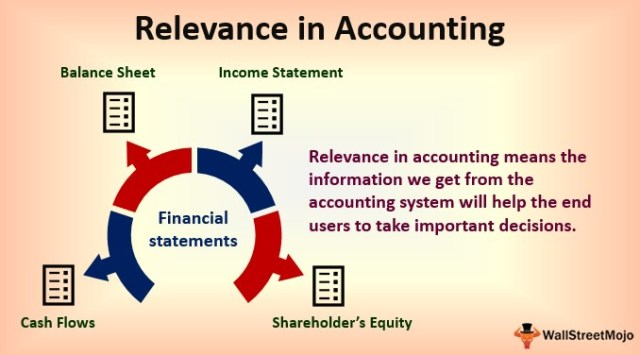 Relevance in Accounting
Balance Sheet
Income Statement
Relevance in accounting means the
information we get from the
accounting system will help the end
users to take important decisions.
Financial
statements
Cash Flows
Shareholder's Equity
WallStreetMojo